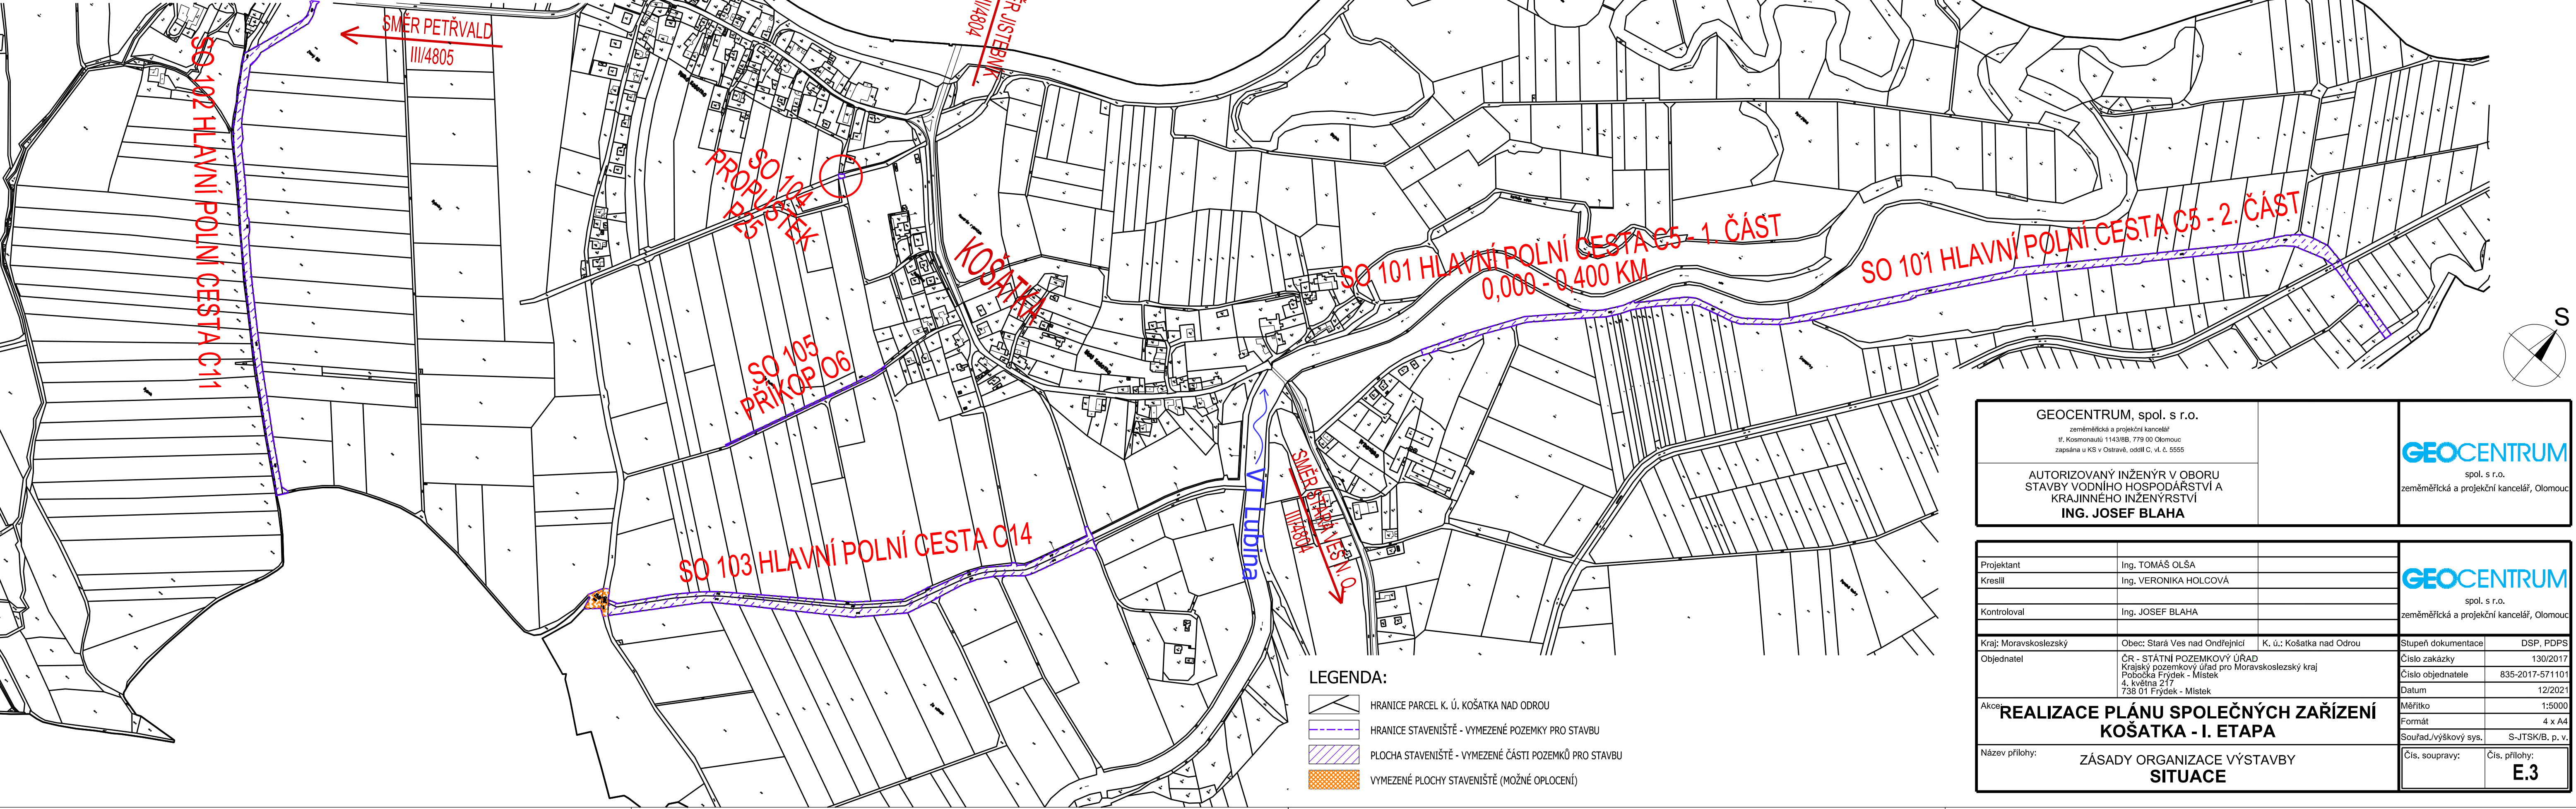 SMĚR PETŘVALD
III/4805
SO 102 HLAVNÍ POLNÍ CESTA C11
SO 104
PROPUSTEK
P25
KOŠATKA
SO 105
PŘÍKOP O6
SO 103 HLAVNÍ POLNÍ CESTA C14
SO 101 HLAVNÍ POLNÍ CESTA C5 - 1. ČÁST
0,000 - 0,400 KM
SO 101 HLAVNÍ POLNÍ CESTA C5 - 2. ČÁST
VT Lubina
SMĚR STARÁ VES N. O.
III/4804
S
LEGENDA:
HRANICE PARCEL K. Ú. KOŠATKA NAD ODROU
HRANICE STAVENIŠTĚ - VYMEZENÉ POZEMKY PRO STAVBU
PLOCHA STAVENIŠTĚ - VYMEZENÉ ČÁSTI POZEMKŮ PRO STAVBU
VYMEZENÉ PLOCHY STAVENIŠTĚ (MOŽNÉ OPLOCENÍ)
GEOCENTRUM, spol. s r.o.
zeměměřická a projekční kancelář
tř. Kosmonautů 1143/8B, 779 00 Olomouc
zapsána u KS v Ostravě, oddíl C, vl. č. 5555
AUTORIZOVANÝ INŽENÝR V OBORU
STAVBY VODNÍHO HOSPODÁŘSTVÍ A
KRAJINNÉHO INŽENÝRSTVÍ
ING. JOSEF BLAHA
GEOCENTRUM
spol. s r.o.
zeměměřická a projekční kancelář, Olomouc
Projektant Ing. TOMÁŠ OLŠA
Kreslil Ing. VERONIKA HOLCOVÁ
Kontroloval Ing. JOSEF BLAHA
GEOCENTRUM
spol. s r.o.
zeměměřická a projekční kancelář, Olomouc
Kraj: Moravskoslezský Obec: Stará Ves nad Ondřejnicí K. ú.: Košatka nad Odrou
Stupeň dokumentace DSP, PDPS
Objednatel
ČR - STÁTNÍ POZEMKOVÝ ÚŘAD
Krajský pozemkový úřad pro Moravskoslezský kraj
Pobočka Frýdek - Místek
4. května 217
738 01 Frýdek - Místek
Číslo zakázky 130/2017
Číslo objednatele 835-2017-571101
Datum 12/2021
Akce:
REALIZACE PLÁNU SPOLEČNÝCH ZAŘÍZENÍ
KOŠATKA - I. ETAPA
Měřítko 1:5000
Formát 4 x A4
Souřad./výškový sys. S-JTSK/B. p. v.
Název přílohy:
ZÁSADY ORGANIZACE VÝSTAVBY
SITUACE
Čís. soupravy:
Čís. přílohy:
E.3